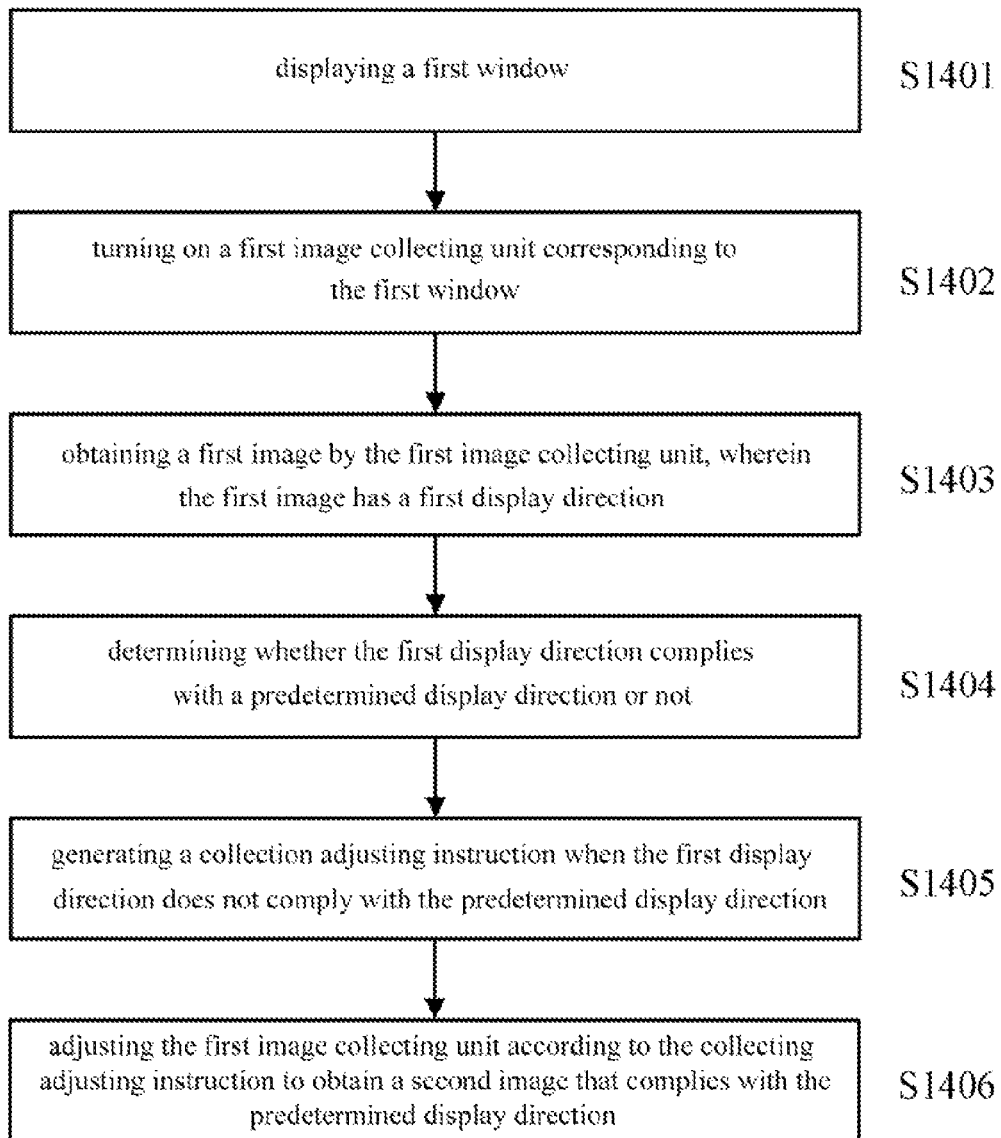 displaying a first window
S1401
turning on a first image collecting unit corresponding to
the first window
S1402
obtaining a first image by the first image collecting unit, wherein
the first image has a first display direction
S1403
determining whether the first display direction complies
with a predetermined display direction or not
S1404
generating a collection adjusting instruction when the first display
direction does not comply with the predetermined display direction
S1405
adjusting the first image collecting unit according to the collecting
adjusting instruction to obtain a second image that complies with the
predetermined display direction
S1406